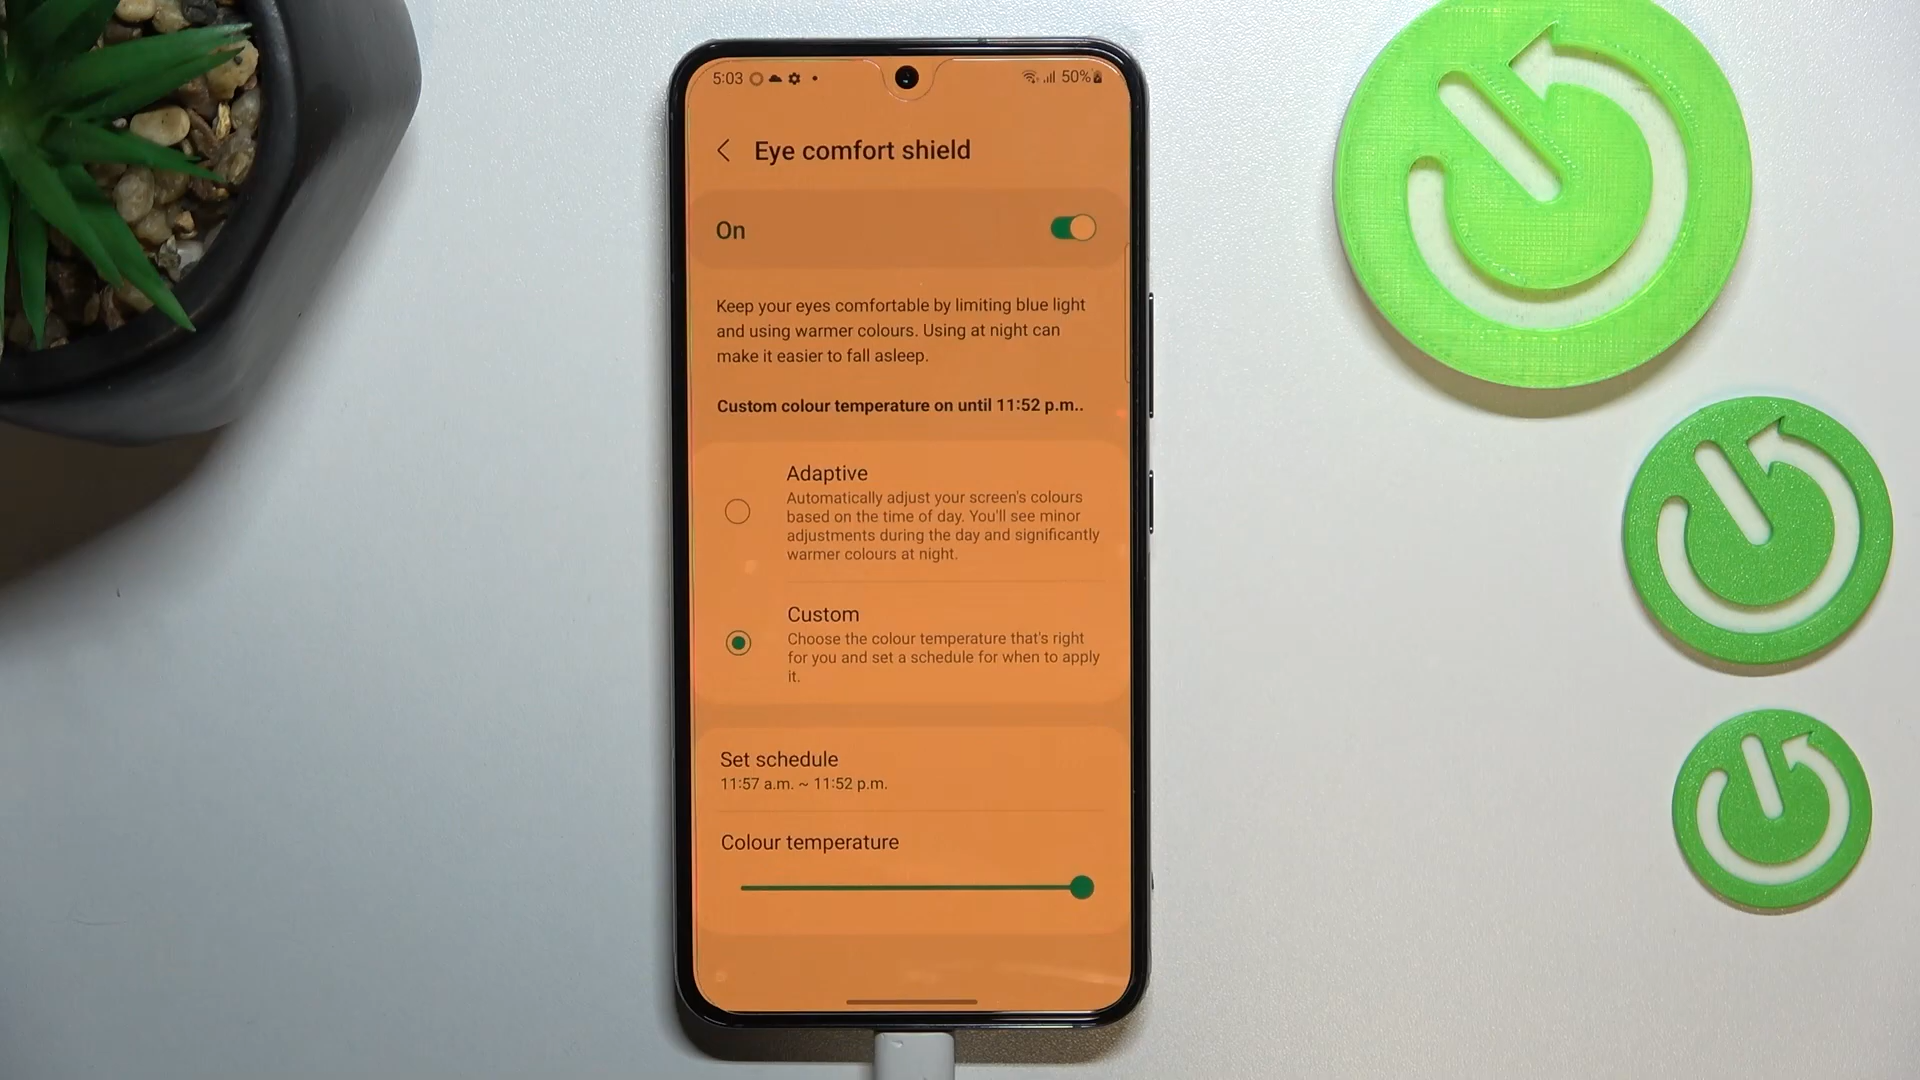 5:03
50%
Eye comfort shield
On
Keep your eyes comfortable by limiting blue light
and using warmer colours. Using at night can
make it easier to fall asleep.
Custom colour temperature on until 11:52 p.m..
Adaptive
Automatically adjust your screen's colours
based on the time of day. You'll see minor
adjustments during the day and significantly
warmer colours at night.
Custom
Choose the colour temperature that's right
for you and set a schedule for when to apply
it.
Set schedule
11:57 a.m. ~ 11:52 p.m.
Colour temperature